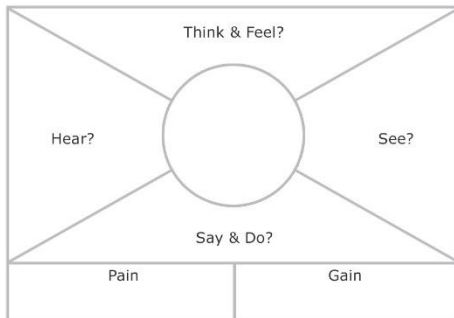 Think & Feel?
Hear?
See?
Say & Do?
Pain
Gain